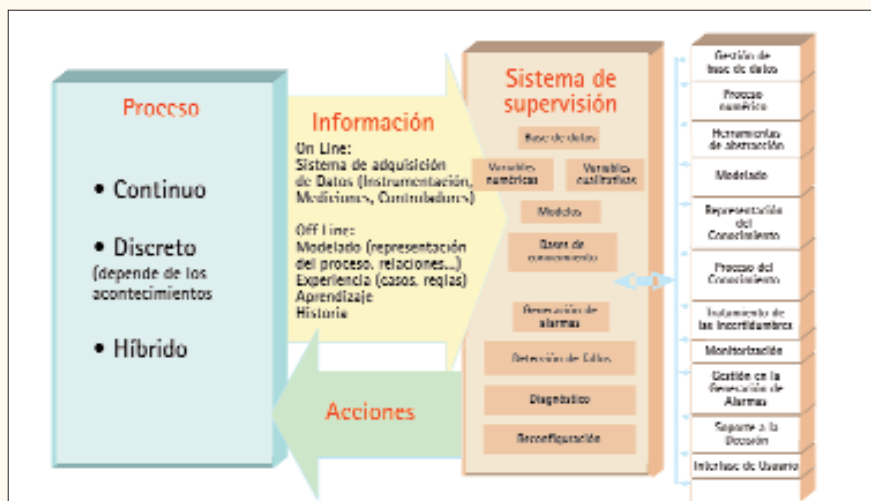 Proceso
• Continuo
• Discreto
(depende de los
acontecimientos
• Híbrido
Información
On Line:
Sistema de adquisición
de Datos (Instrumentación,
Mediciones, Controladores)
Off Line:
Modelado (representación
del proceso. relaciones...)
Experiencia (casos. reglas)
Aprendizaje
Historia
Acciones
Sistema de
supervisión
Base de datos
Variables
numéricas
Variables
cualitativas
Modelos
Bases de
conocimiento
Generación de
alarmas
Detección de Fallos
Diagnóstico
Reconfiguración
Gestión de
base de datos
Proceso
numérico
Herramientas
de abstracción
Modelado
Representación
del
Conocimiento
Proceso del
Conocimiento
Tratamiento de
las Incertidumbres
Monitorización
Gestión en la
Generación de
Alarmas
Soporte a la
Decisión
Interfase de Usuario